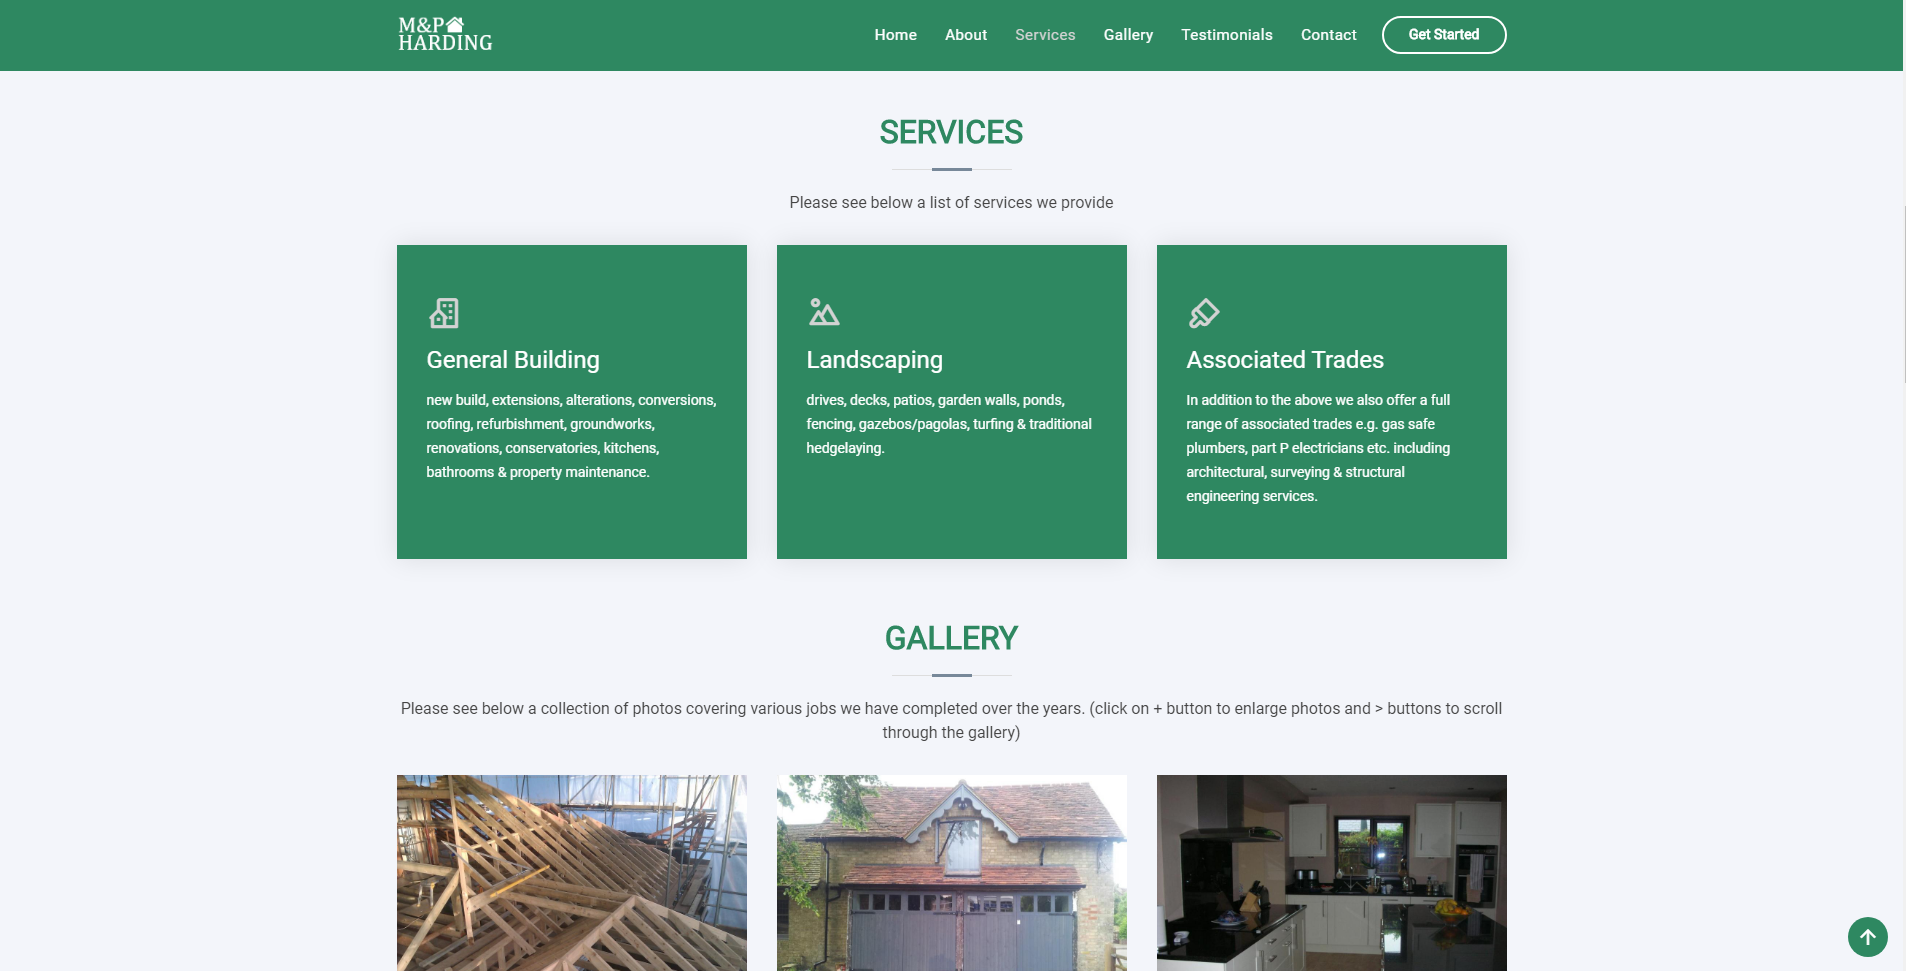 M&P
HARDING
Home
About
Services
Gallery
Testimonials
Contact
Get Started
SERVICES
Please see below a list of services we provide
General Building
new build, extensions, alterations, conversions,
roofing, refurbishment, groundworks,
renovations, conservatories, kitchens,
bathrooms & property maintenance.
Landscaping
drives, decks, patios, garden walls, ponds,
fencing, gazebos/pagolas, turfing & traditional
hedgelaying.
Associated Trades
In addition to the above we also offer a full
range of associated trades e.g. gas safe
plumbers, part P electricians etc. including
architectural, surveying & structural
engineering services.
GALLERY
Please see below a collection of photos covering various jobs we have completed over the years. (click on + button to enlarge photos and > buttons to scroll
through the gallery)